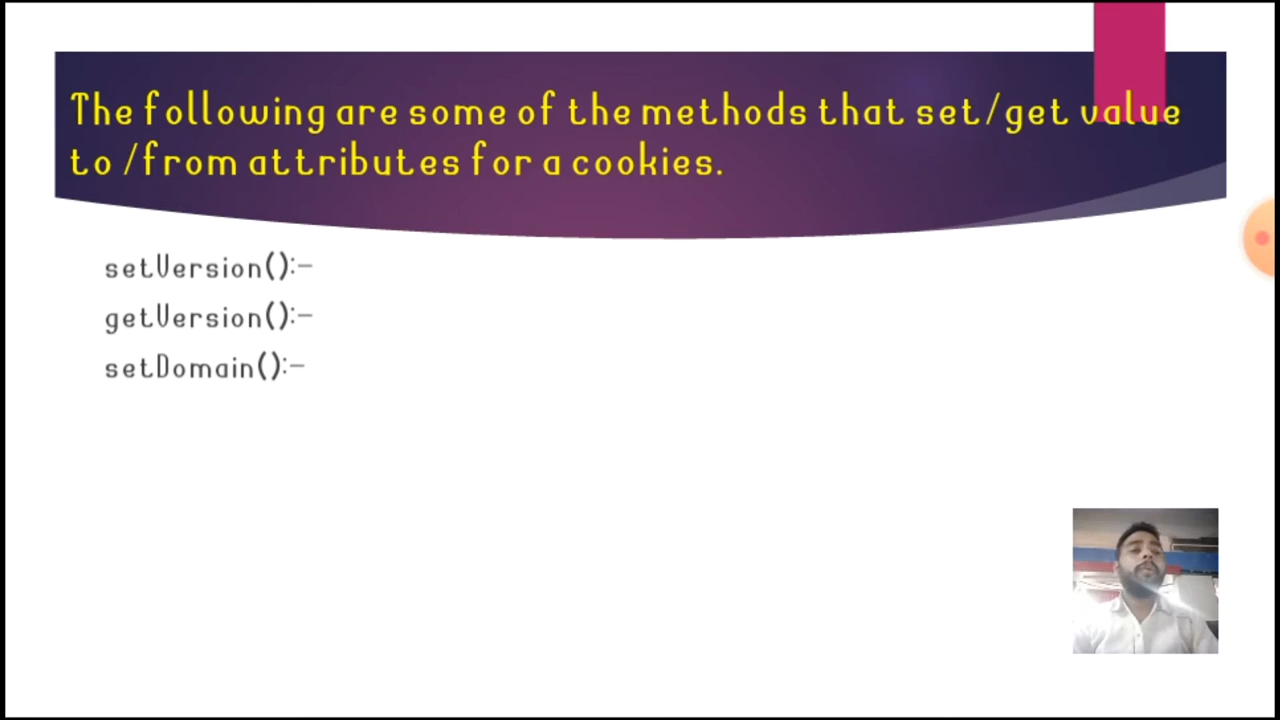 The following are some of the methods that set/get value
to /from attributes for a cookies.
setVersion():-
getVersion():-
setDomain():-